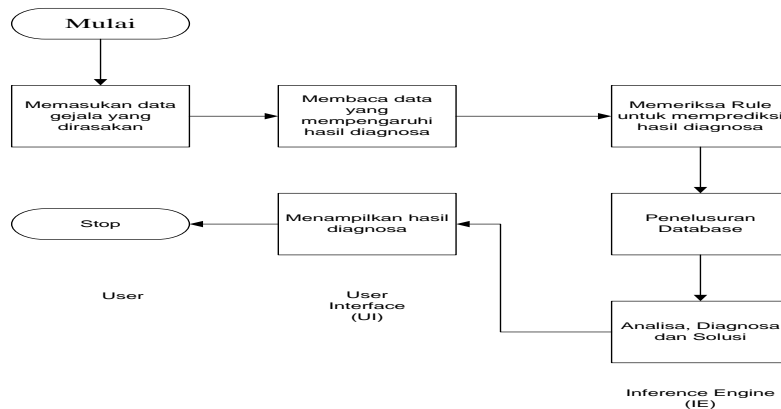 Mulai
Memasukan data
gejala yang
dirasakan
Membaca data
yang
mempengaruhi
hasil diagnosa
Memeriksa Rule
untuk memprediksi
hasil diagnosa
Stop
Menampilkan hasil
diagnosa
Penelusuran
Database
Analisa, Diagnosa
dan Solusi
User
User
Interface
(UI)
Inference Engine
(IE)